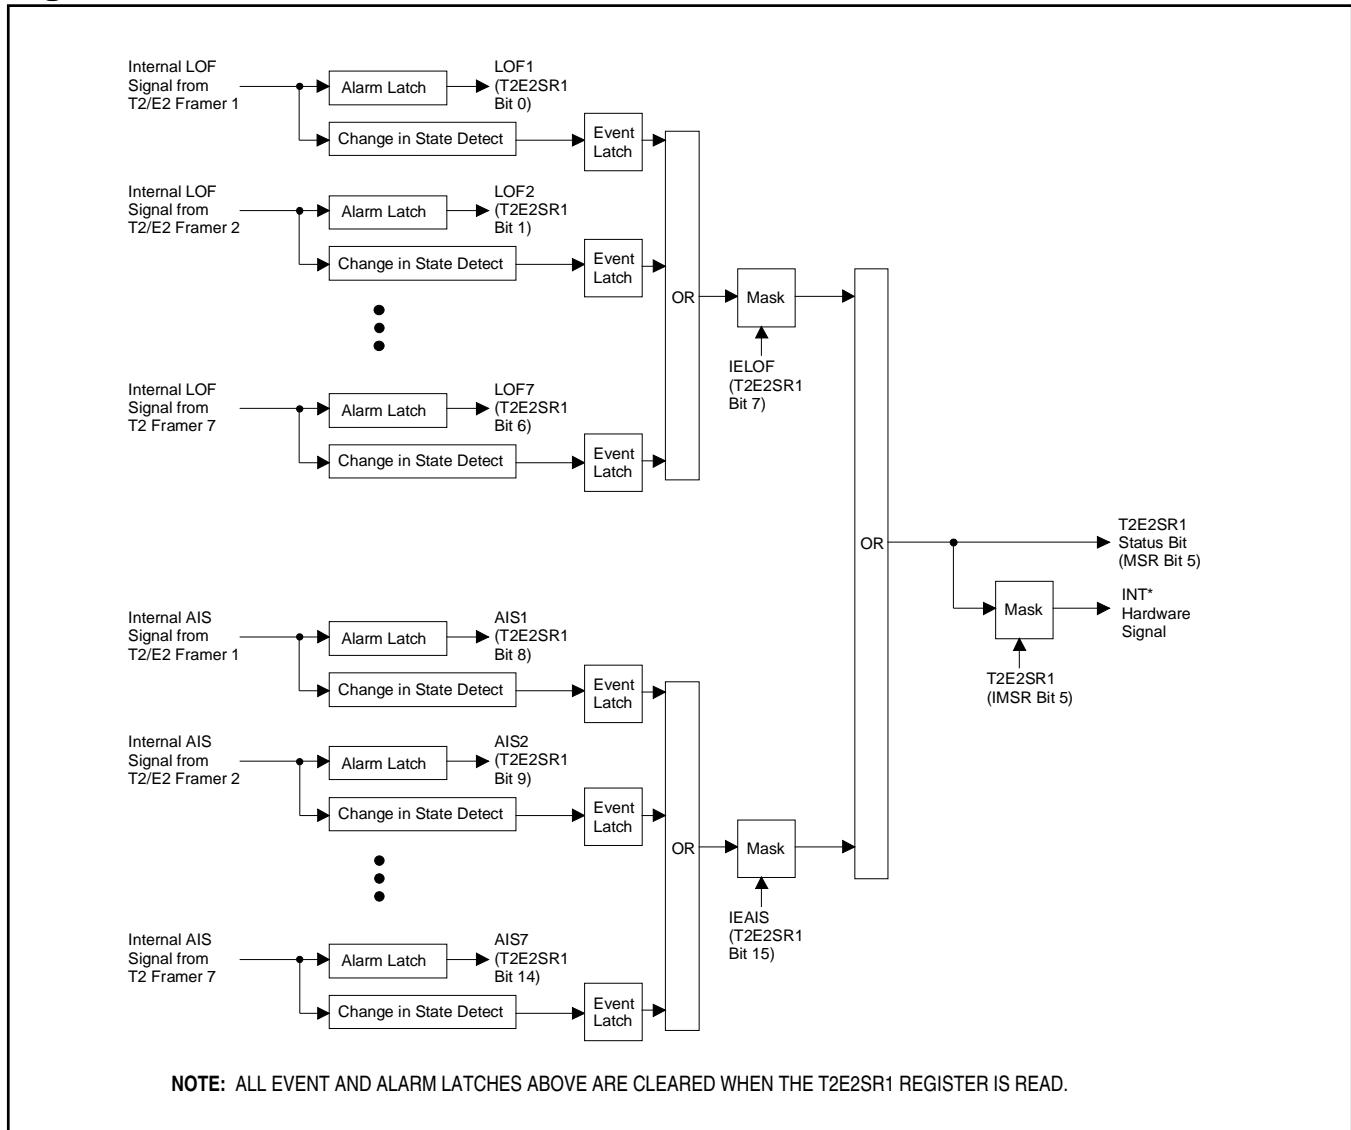 Internal LOF
Signal from
T2/E2 Framer 1
Alarm Latch
LOF1
(T2E2SR1
Bit 0)
Change in State Detect
Event
Latch
Internal LOF
Signal from
T2/E2 Framer 2
Alarm Latch
LOF2
(T2E2SR1
Bit 1)
Change in State Detect
Event
Latch
OR
Mask
IELOF
(T2E2SR1
Bit 7)
Internal LOF
Signal from
T2 Framer 7
Alarm Latch
LOF7
(T2E2SR1
Bit 6)
Change in State Detect
Event
Latch
OR
T2E2SR1
Status Bit
(MSR Bit 5)
Mask
INT*
Hardware
Signal
T2E2SR1
(IMSR Bit 5)
Internal AIS
Signal from
T2/E2 Framer 1
Alarm Latch
AIS1
(T2E2SR1
Bit 8)
Change in State Detect
Event
Latch
Internal AIS
Signal from
T2/E2 Framer 2
Alarm Latch
AIS2
(T2E2SR1
Bit 9)
Change in State Detect
Event
Latch
OR
Mask
IEAIS
(T2E2SR1
Bit 15)
Internal AIS
Signal from
T2 Framer 7
Alarm Latch
AIS7
(T2E2SR1
Bit 14)
Change in State Detect
Event
Latch
NOTE: ALL EVENT AND ALARM LATCHES ABOVE ARE CLEARED WHEN THE T2E2SR1 REGISTER IS READ.